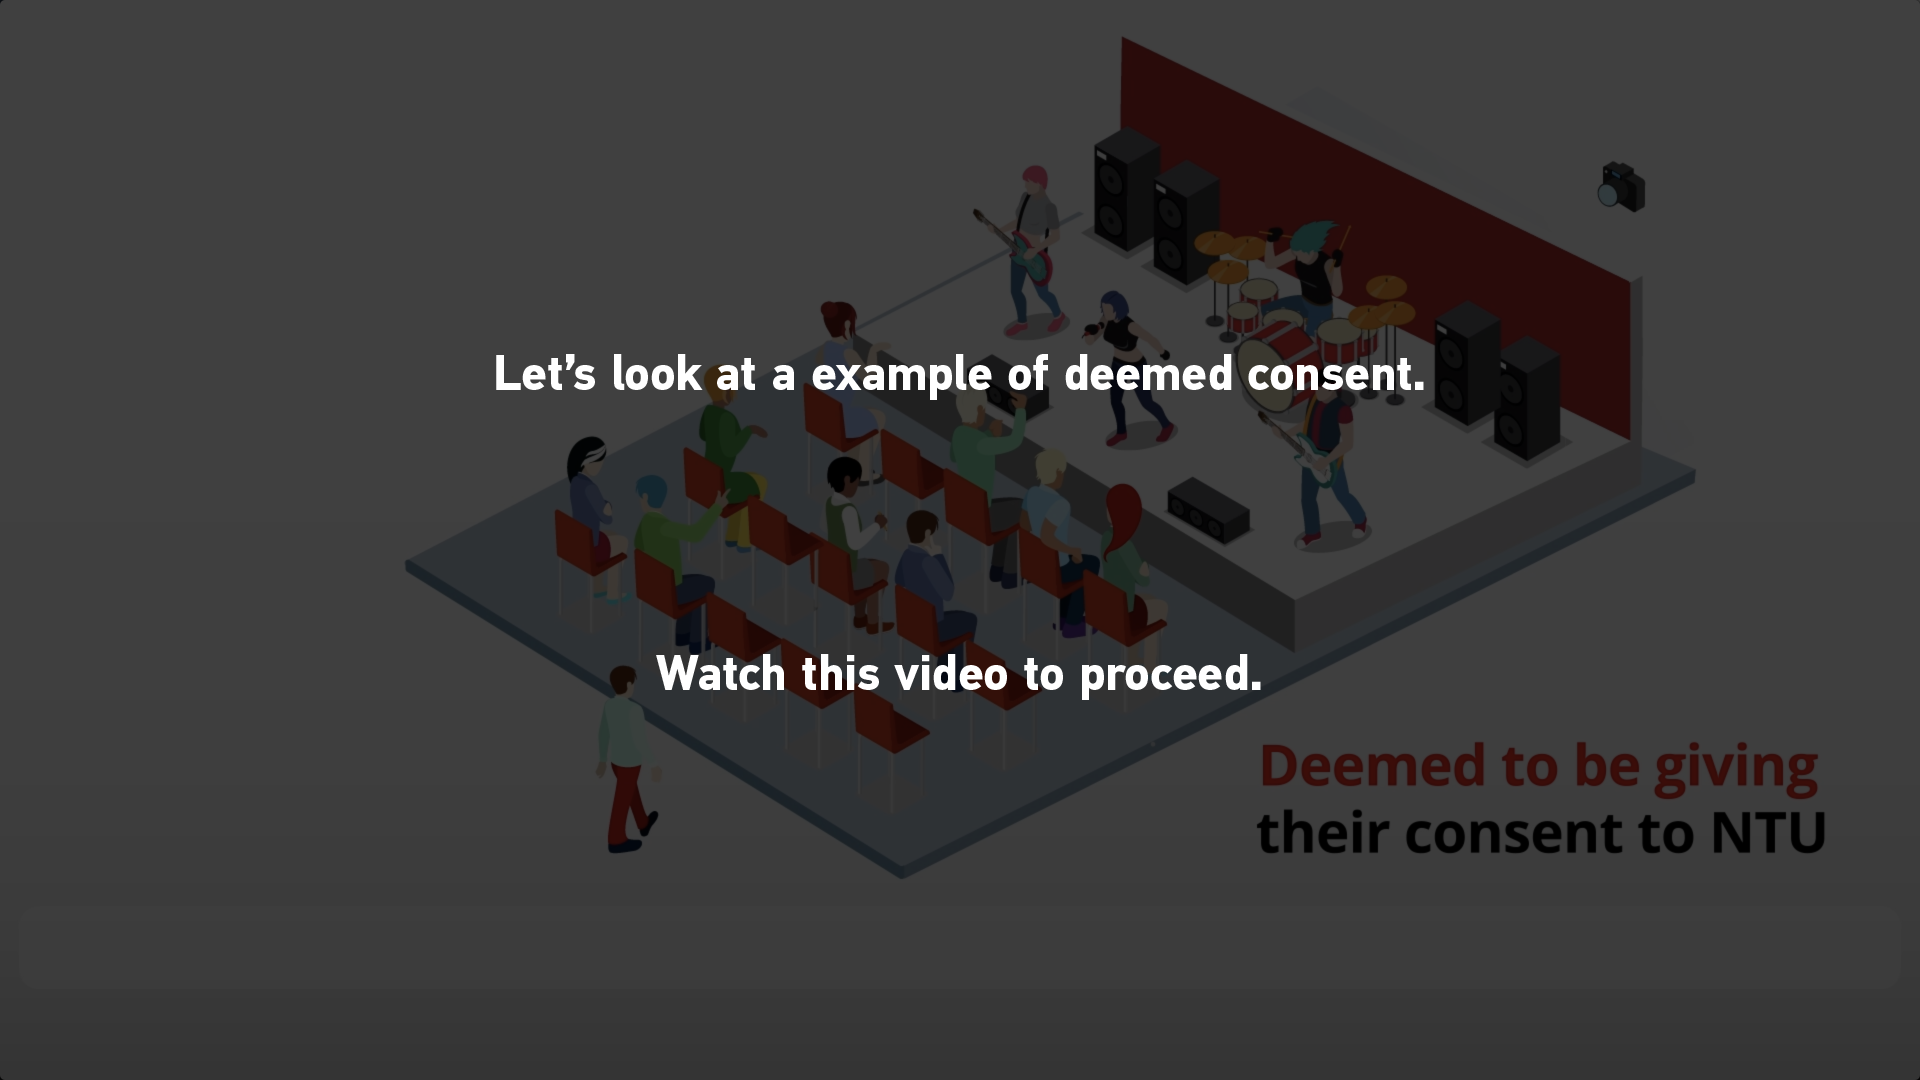 Let’s look at a example of deemed consent.
Watch this video to proceed.
Deemed to be giving
their consent to NTU